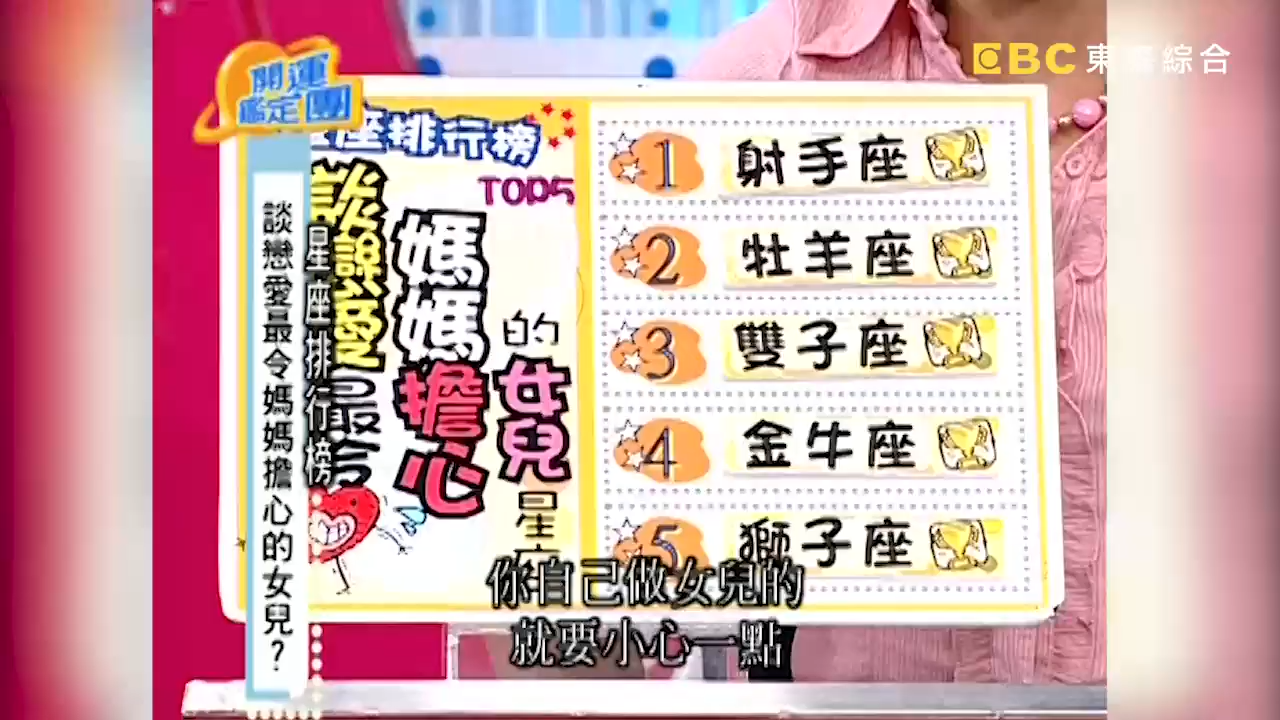 開運
鑑定團
EBC 東森綜合
星座排行榜
談戀愛最令媽媽擔心的女兒?
座排行榜
TOP5
談戀愛最令
媽媽擔心
的女兒星座
1 射手座
2 牡羊座
3 雙子座
4 金牛座
5 獅子座
你自己做女兒的
就要小心一點